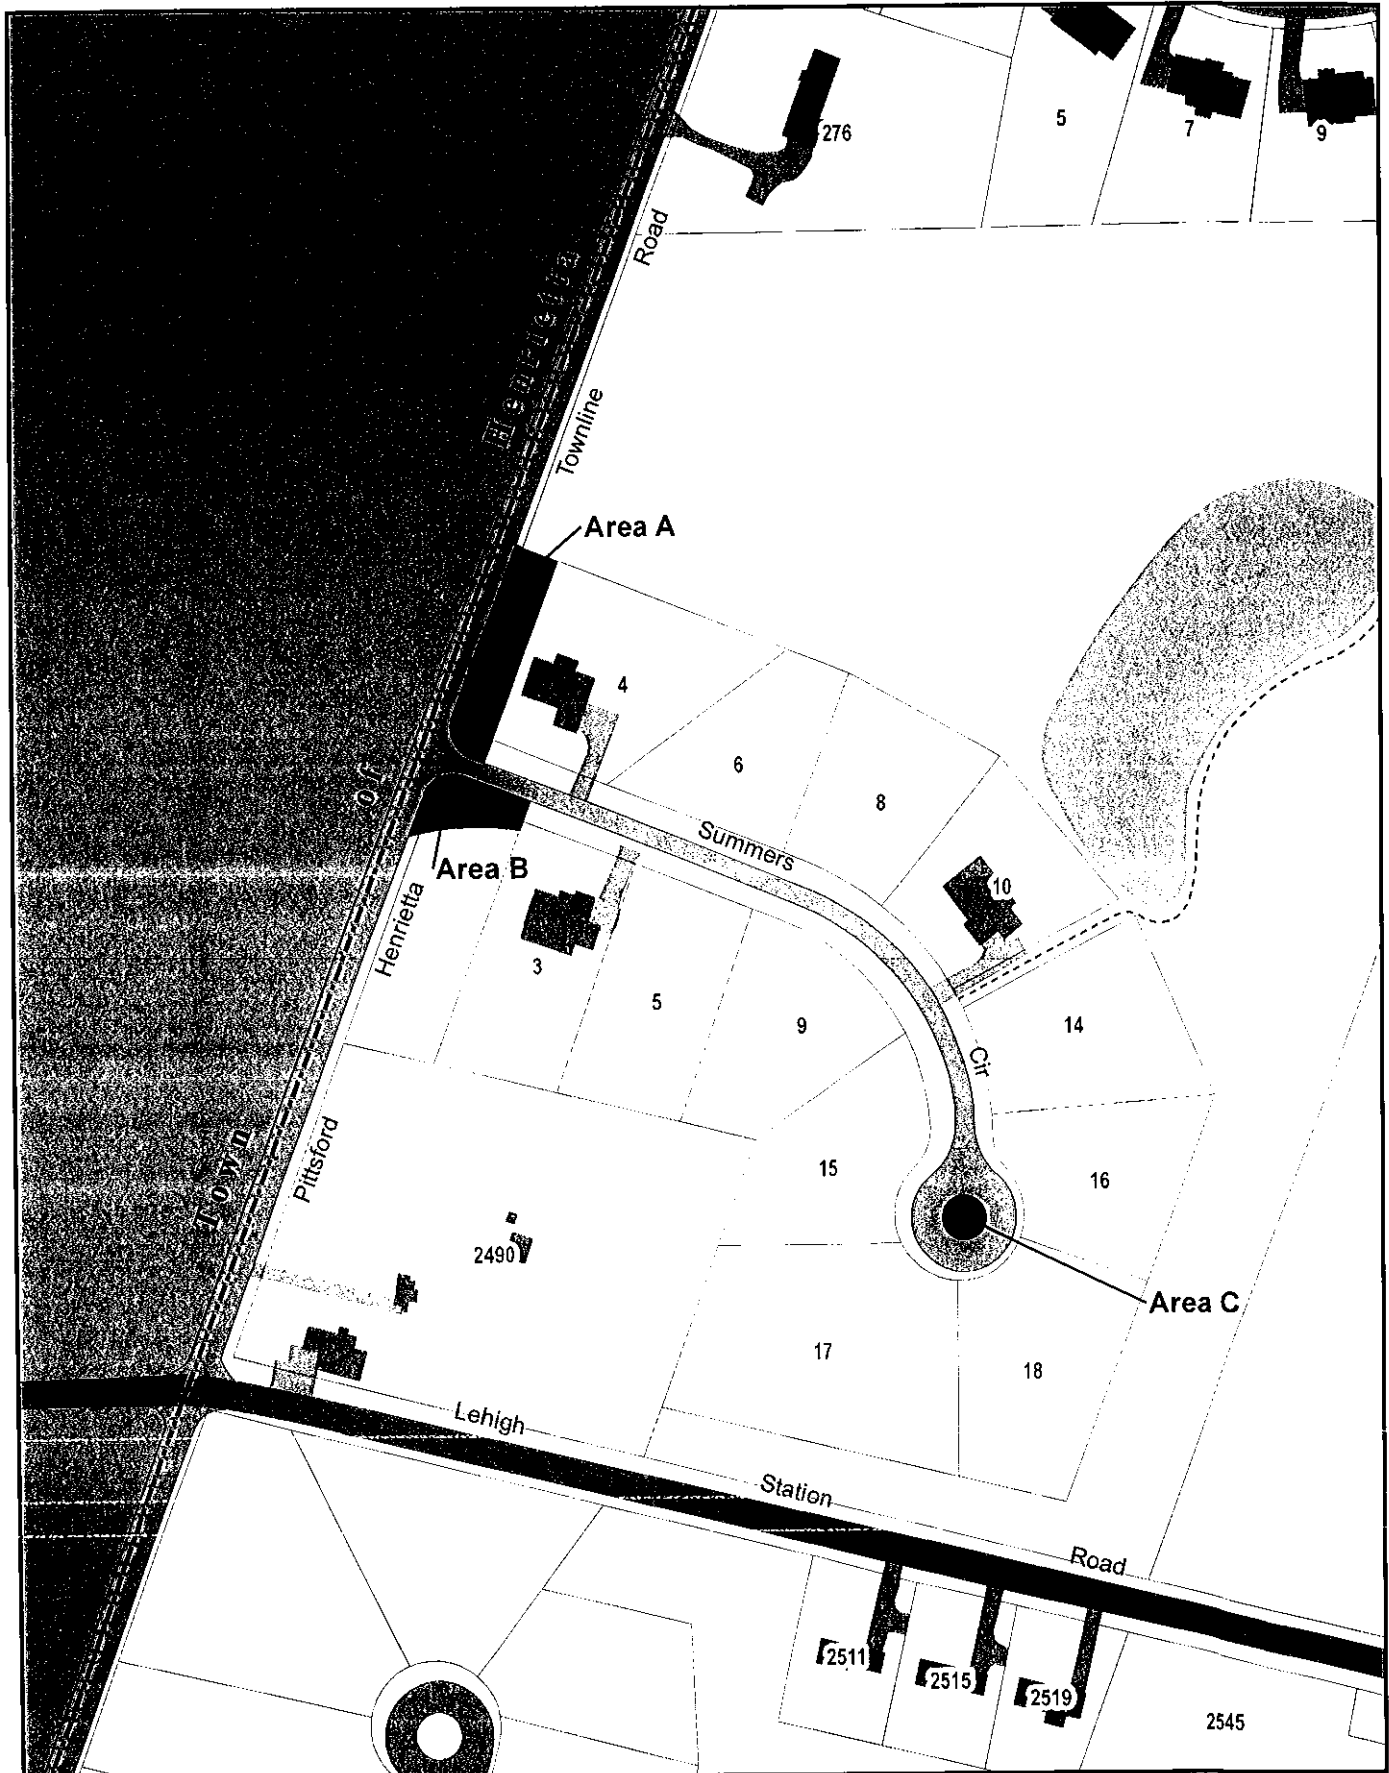 276
5
7
9
Road
Henrietta
Townline
Area A
4
6
8
Summers
of
Area B
10
Henrietta
3
5
9
14
Cir
Town
Pittsford
15
16
2490
Area C
17
18
Lehigh
Station
Road
2511
2515
2519
2545